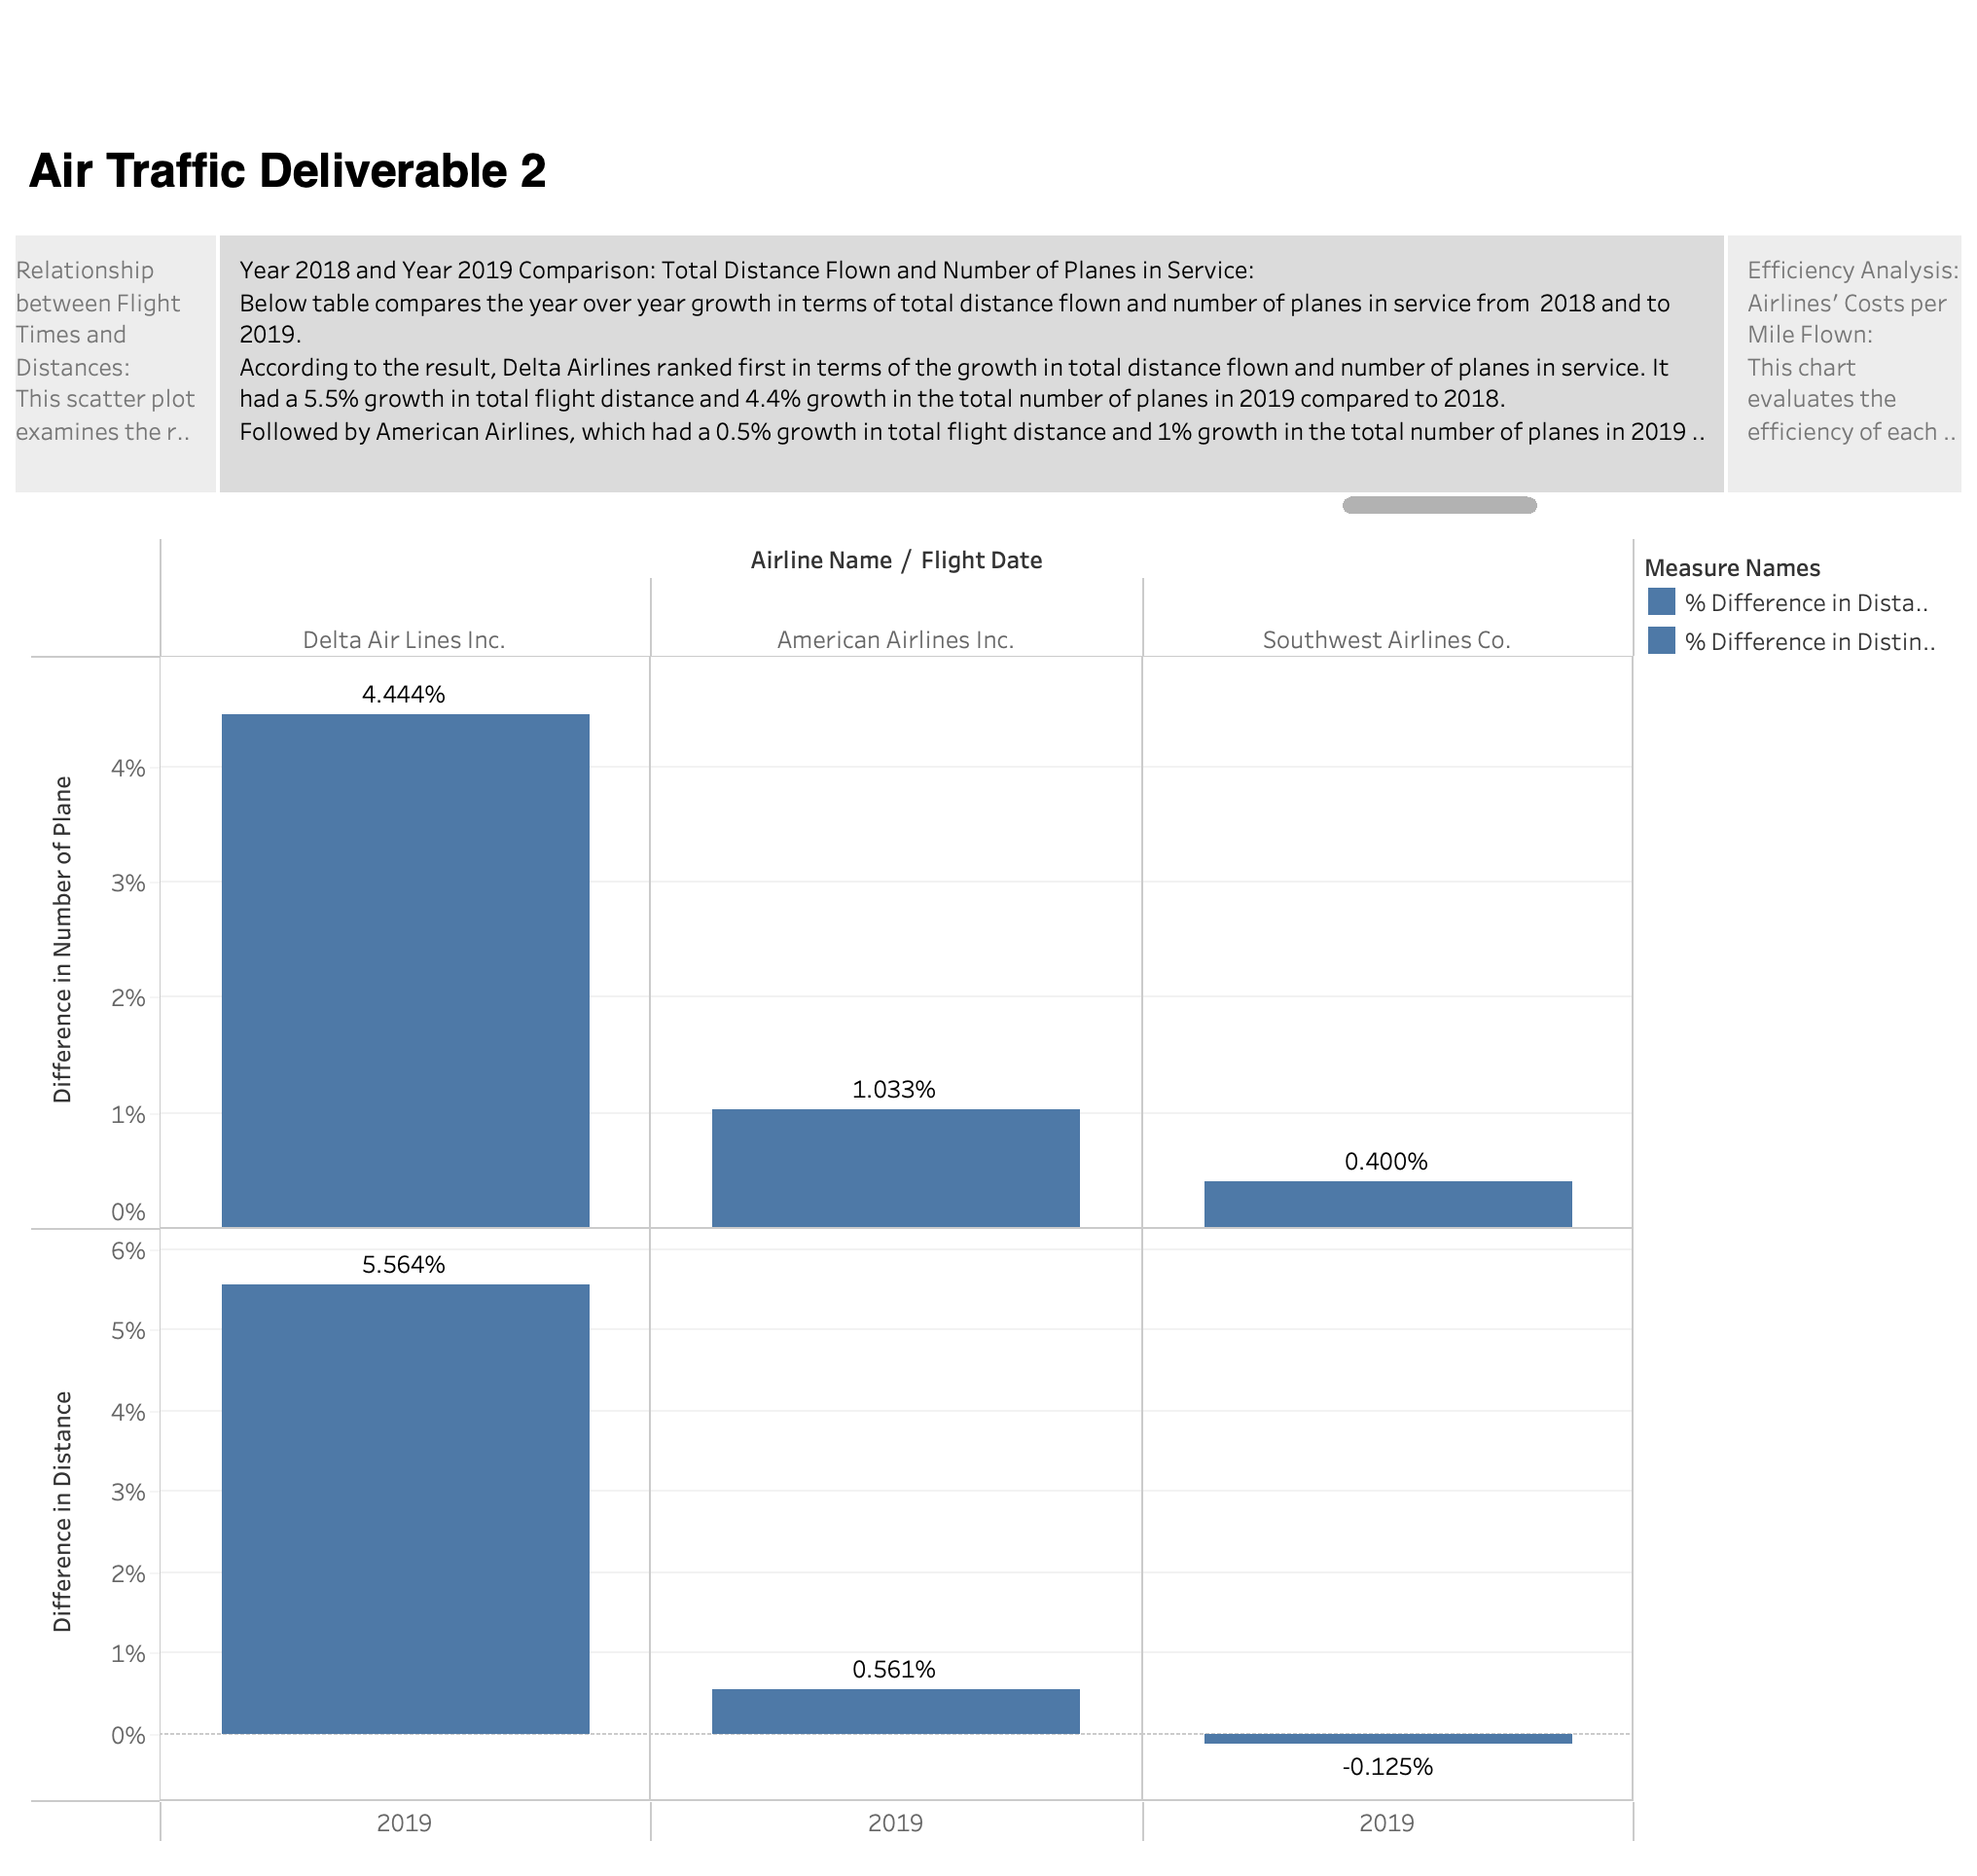 Air Traffic Deliverable 2
Relationship
between Flight
Times and
Distances:
This scatter plot
examines the r..
Year 2018 and Year 2019 Comparison: Total Distance Flown and Number of Planes in Service:
Below table compares the year over year growth in terms of total distance flown and number of planes in service from  2018 and to
2019.
According to the result, Delta Airlines ranked first in terms of the growth in total distance flown and number of planes in service. It
had a 5.5% growth in total flight distance and 4.4% growth in the total number of planes in 2019 compared to 2018.
Followed by American Airlines, which had a 0.5% growth in total flight distance and 1% growth in the total number of planes in 2019 ..
Efficiency Analysis:
Airlines’ Costs per
Mile Flown:
This chart
evaluates the
efficiency of each ..
Airline Name / Flight Date
Delta Air Lines Inc.
American Airlines Inc.
Southwest Airlines Co.
Measure Names
% Difference in Dista..
% Difference in Distin..
Difference in Number of Plane
4%
3%
2%
1%
0%
4.444%
1.033%
0.400%
Difference in Distance
6%
5%
4%
3%
2%
1%
0%
5.564%
0.561%
-0.125%
2019
2019
2019